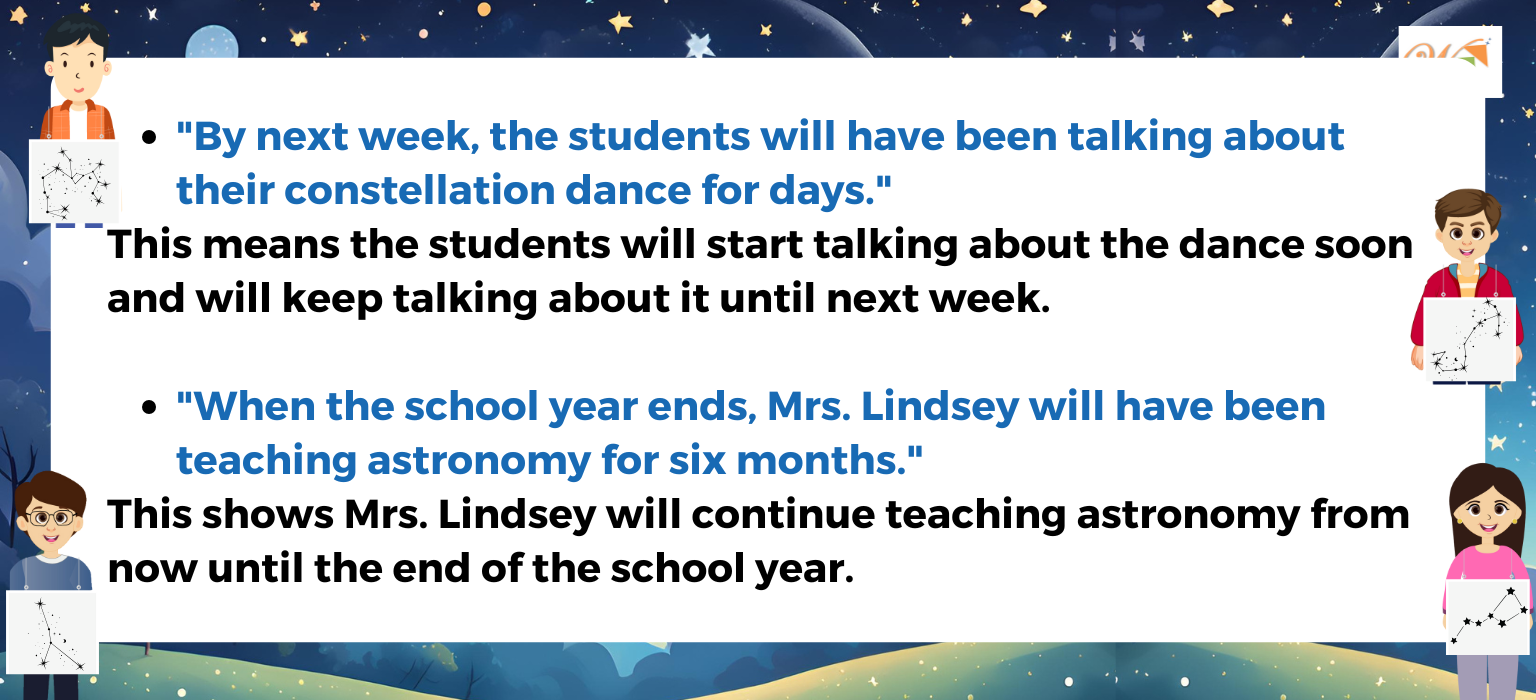 • "By next week, the students will have been talking about
their constellation dance for days."
This means the students will start talking about the dance soon
and will keep talking about it until next week.
• "When the school year ends, Mrs. Lindsey will have been
teaching astronomy for six months."
This shows Mrs. Lindsey will continue teaching astronomy from
now until the end of the school year.